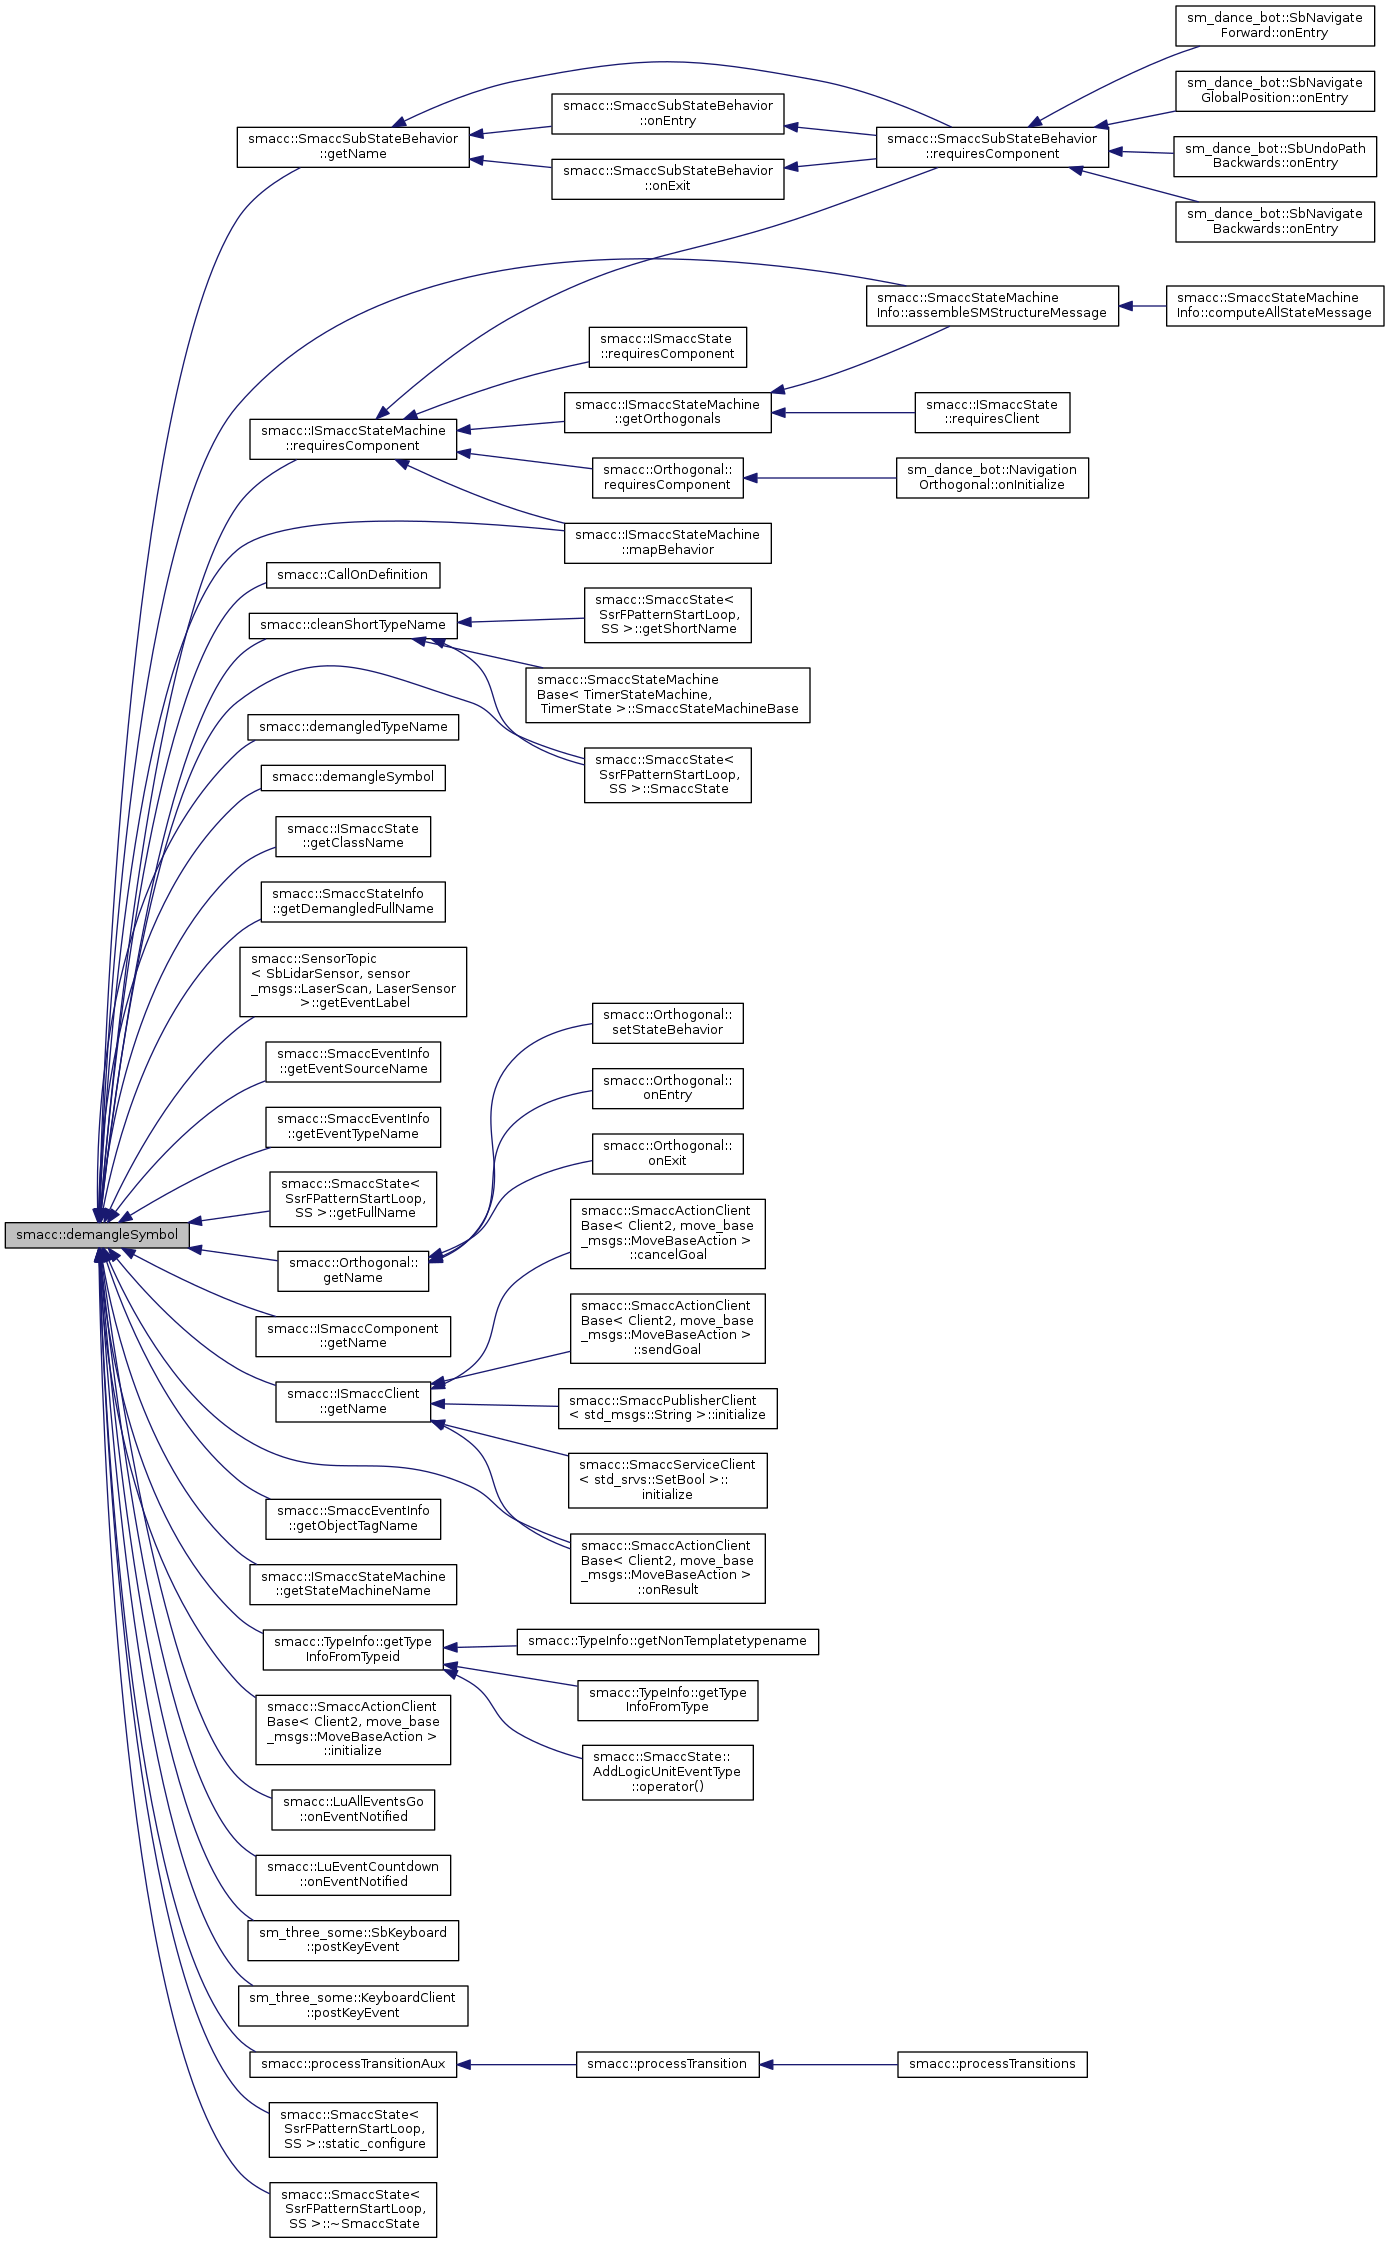 sm_dance_bot::SbNavigate
Forward::onEntry
sm_dance_bot::SbNavigate
GlobalPosition::onEntry
smacc::SmaccSubStateBehavior
::onEntry
smacc::SmaccSubStateBehavior
::getName
smacc::SmaccSubStateBehavior
::requiresComponent
sm_dance_bot::SbUndoPath
Backwards::onEntry
smacc::SmaccSubStateBehavior
::onExit
sm_dance_bot::SbNavigate
Backwards::onEntry
smacc::SmaccStateMachine
Info::assembleSMStructureMessage
smacc::SmaccStateMachine
Info::computeAllStateMessage
smacc::ISmaccState
::requiresComponent
smacc::ISmaccStateMachine
::getOrthogonals
smacc::ISmaccState
::requiresClient
smacc::ISmaccStateMachine
::requiresComponent
smacc::Orthogonal::
requiresComponent
sm_dance_bot::Navigation
Orthogonal::onInitialize
smacc::ISmaccStateMachine
::mapBehavior
smacc::CallOnDefinition
smacc::SmaccState<
SsrFPatternStartLoop,
SS >::getShortName
smacc::cleanShortTypeName
smacc::SmaccStateMachine
Base< TimerStateMachine,
TimerState >::SmaccStateMachineBase
smacc::demangledTypeName
smacc::SmaccState<
SsrFPatternStartLoop,
SS >::SmaccState
smacc::demangleSymbol
smacc::ISmaccState
::getClassName
smacc::SmaccStateInfo
::getDemangledFullName
smacc::SensorTopic
< SbLidarSensor, sensor
_msgs::LaserScan, LaserSensor
>::getEventLabel
smacc::Orthogonal::
setStateBehavior
smacc::SmaccEventInfo
::getEventSourceName
smacc::Orthogonal::
onEntry
smacc::SmaccEventInfo
::getEventTypeName
smacc::Orthogonal::
onExit
smacc::SmaccState<
SsrFPatternStartLoop,
SS >::getFullName
smacc::SmaccActionClient
Base< Client2, move_base
_msgs::MoveBaseAction >
::cancelGoal
smacc::demangleSymbol
smacc::Orthogonal::
getName
smacc::SmaccActionClient
Base< Client2, move_base
_msgs::MoveBaseAction >
::sendGoal
smacc::ISmaccComponent
::getName
smacc::ISmaccClient
::getName
smacc::SmaccPublisherClient
< std_msgs::String >::initialize
smacc::SmaccServiceClient
< std_srvs::SetBool >::
initialize
smacc::SmaccEventInfo
::getObjectTagName
smacc::SmaccActionClient
Base< Client2, move_base
_msgs::MoveBaseAction >
::onResult
smacc::ISmaccStateMachine
::getStateMachineName
smacc::TypeInfo::getType
InfoFromTypeid
smacc::TypeInfo::getNonTemplatetypename
smacc::TypeInfo::getType
InfoFromType
smacc::SmaccActionClient
Base< Client2, move_base
_msgs::MoveBaseAction >
::initialize
smacc::SmaccState::
AddLogicUnitEventType
::operator()
smacc::LuAllEventsGo
::onEventNotified
smacc::LuEventCountdown
::onEventNotified
sm_three_some::SbKeyboard
::postKeyEvent
sm_three_some::KeyboardClient
::postKeyEvent
smacc::processTransitionAux
smacc::processTransition
smacc::processTransitions
smacc::SmaccState<
SsrFPatternStartLoop,
SS >::static_configure
smacc::SmaccState<
SsrFPatternStartLoop,
SS >::~SmaccState